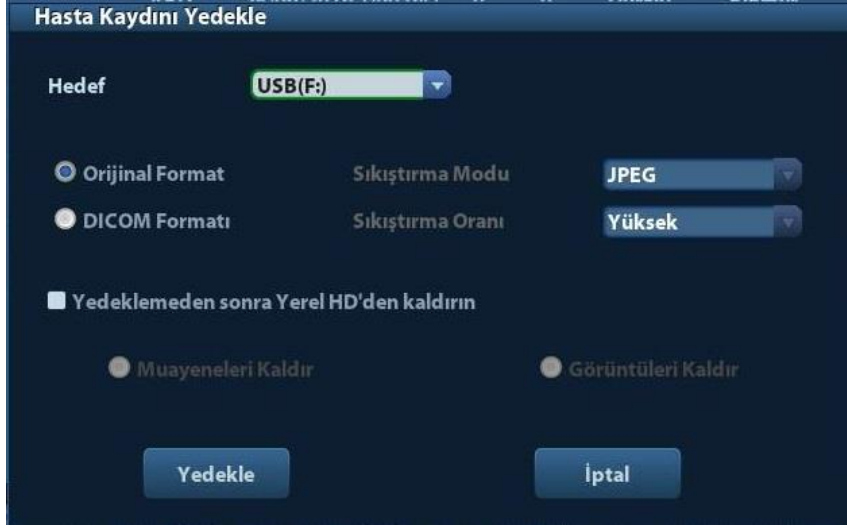 Hasta Kaydını Yedekle
Hedef USB(F:)
Orijinal Format Sıkıştırma Modu JPEG
DICOM Formatı Sıkıştırma Oranı Yüksek
Yedeklemeden sonra Yerel HD'den kaldırın
Muayeneleri Kaldır Görüntüleri Kaldır
Yedekle İptal